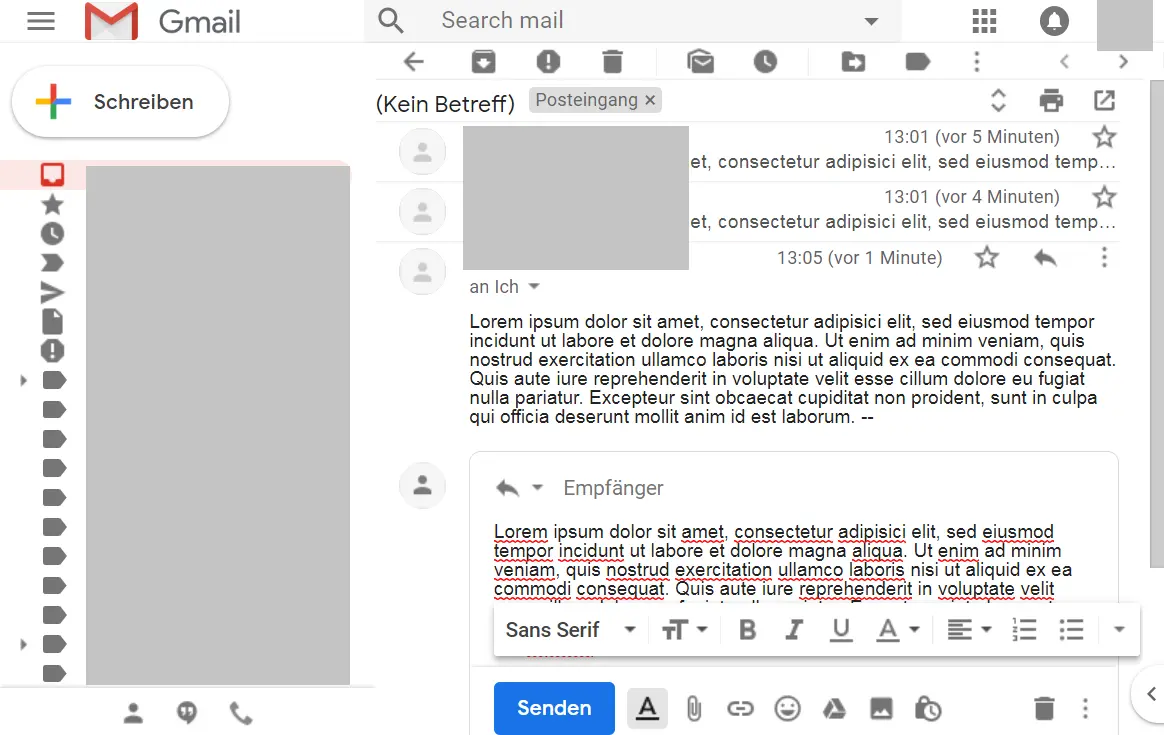 Gmail
Search mail
Schreiben
(Kein Betreff) Posteingang ×
13:01 (vor 5 Minuten)
et, consectetur adipisici elit, sed eiusmod temp…
13:01 (vor 4 Minuten)
et, consectetur adipisici elit, sed eiusmod temp…
13:05 (vor 1 Minute)
an Ich
Lorem ipsum dolor sit amet, consectetur adipisici elit, sed eiusmod tempor
incidunt ut labore et dolore magna aliqua. Ut enim ad minim veniam, quis
nostrud exercitation ullamco laboris nisi ut aliquid ex ea commodi consequat.
Quis aute iure reprehenderit in voluptate velit esse cillum dolore eu fugiat
nulla pariatur. Excepteur sint obcaecat cupiditat non proident, sunt in culpa
qui officia deserunt mollit anim id est laborum. --
Empfänger
Lorem ipsum dolor sit amet, consectetur adipisici elit, sed eiusmod
tempor incidunt ut labore et dolore magna aliqua. Ut enim ad minim
veniam, quis nostrud exercitation ullamco laboris nisi ut aliquid ex ea
commodi consequat. Quis aute iure reprehenderit in voluptate velit
Sans Serif
Senden